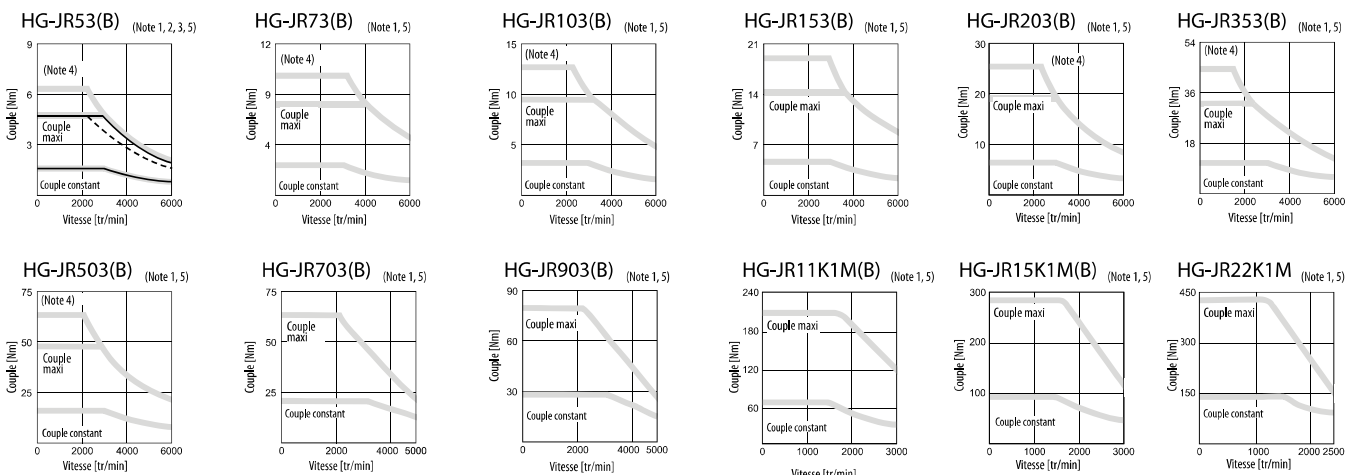 HG-JR53(B) (Note 1, 2, 3, 5)
Couple [Nm]
9
6
3
(Note 4)
Couple
maxi
Couple constant
0 2000 4000 6000
Vitesse [tr/min]
HG-JR73(B) (Note 1, 5)
Couple [Nm]
12
9
4
Couple
maxi
Couple constant
0 2000 4000 6000
Vitesse [tr/min]
HG-JR103(B) (Note 1, 5)
Couple [Nm]
15
10
5
Couple
maxi
Couple constant
0 2000 4000 6000
Vitesse [tr/min]
HG-JR153(B) (Note 1, 5)
Couple [Nm]
21
14
7
Couple maxi
Couple constant
0 2000 4000 6000
Vitesse [tr/min]
HG-JR203(B) (Note 1, 5)
Couple [Nm]
30
20
10
(Note 4)
Couple maxi
Couple constant
0 2000 4000 6000
Vitesse [tr/min]
HG-JR353(B) (Note 1, 5)
Couple [Nm]
54
36
18
(Note 4)
Couple
maxi
Couple constant
0 2000 4000 6000
Vitesse [tr/min]
HG-JR503(B) (Note 1, 5)
Couple [Nm]
75
50
25
(Note 4)
Couple
maxi
Couple constant
0 2000 4000 6000
Vitesse [tr/min]
HG-JR703(B) (Note 1, 5)
Couple [Nm]
75
50
25
Couple
maxi
Couple constant
0 2000 4000 5000
Vitesse [tr/min]
HG-JR903(B) (Note 1, 5)
Couple [Nm]
90
60
30
Couple maxi
Couple constant
0 2000 4000 5000
Vitesse [tr/min]
HG-JR11K1M(B) (Note 1, 5)
Couple [Nm]
240
180
120
60
Couple maxi
Couple constant
0 1000 2000 3000
Vitesse [tr/min]
HG-JR15K1M(B) (Note 1, 5)
Couple [Nm]
300
200
100
Couple maxi
Couple constant
0 1000 2000 3000
Vitesse [tr/min]
HG-JR22K1M (Note 1, 5)
Couple [Nm]
450
300
150
Couple maxi
Couple constant
0 1000 2000 2500
Vitesse [tr/min]